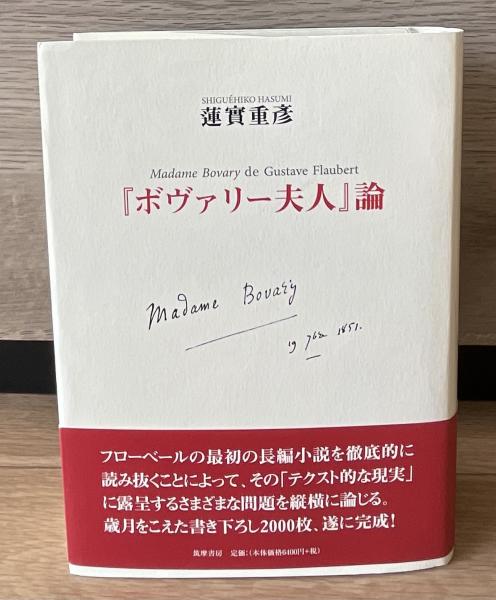 SHIGUÉHIKO HASUMI
蓮實重彥
Madame Bovary de Gustave Flaubert
『ボヴァリー夫人』論
Madame Bovary
19 7bre 1851.
フローベールの最初の長編小説を徹底的に
読み抜くことによって、その「テクスト的な現実」
に露呈するさまざまな問題を縦横に論じる。
歳月をこえた書き下ろし2000枚、遂に完成!
筑摩書房 定価:(本体価格6400円+税)